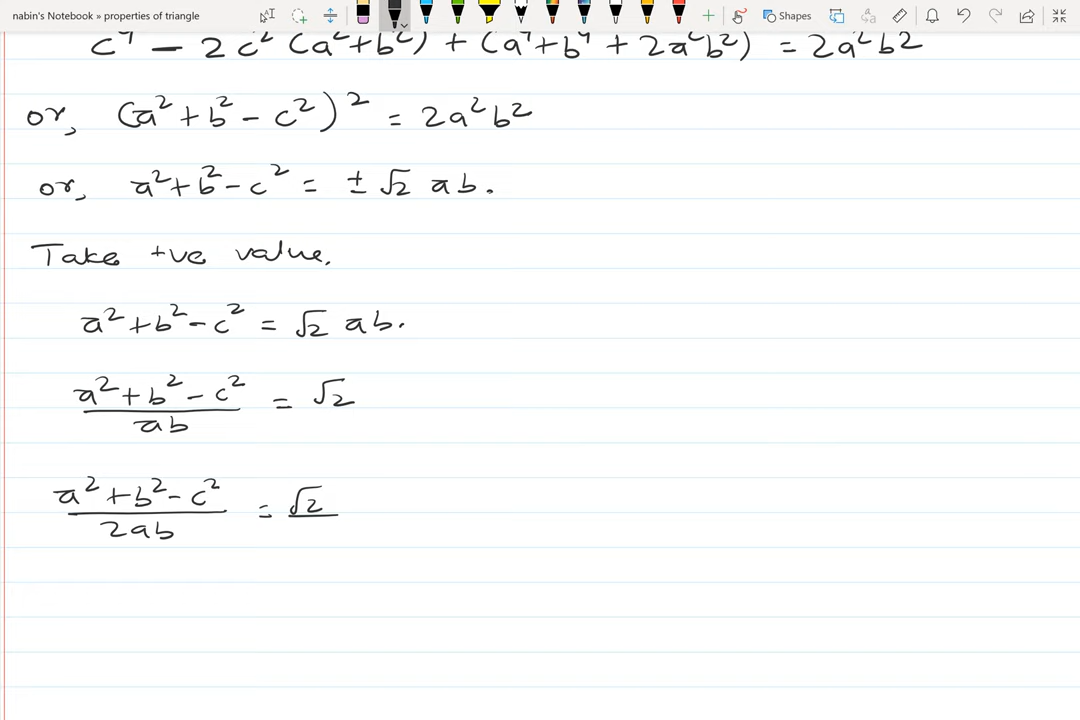 nabin's Notebook » properties of triangle
Shapes
c⁴ - 2c² (a²+b²) + (a⁴+b⁴ + 2a²b²) = 2a²b2
or, (a²+b²-c²)² = 2a²b2
or, a²+b²-c² = ± √2 ab.
Take +ve value.
a²+b²-c² = √2 ab.
a²+b²-c² / ab = √2
a²+b²-c² / 2ab = √2 /